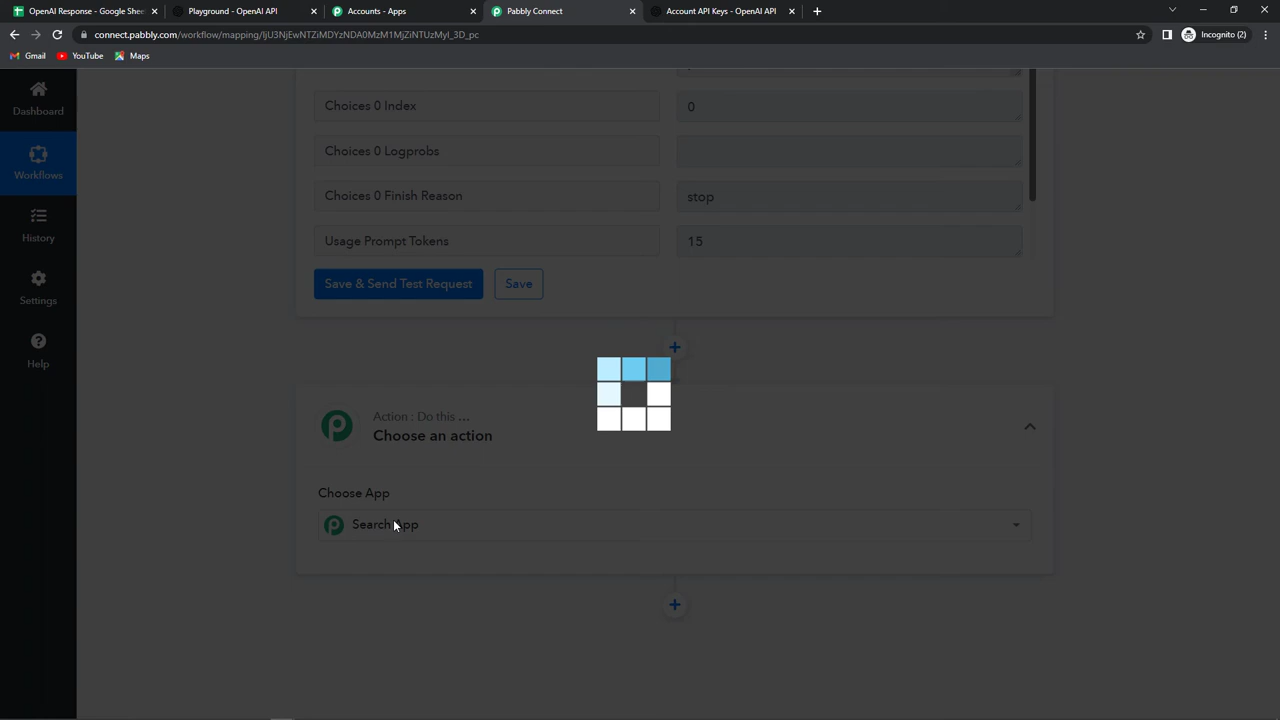 OpenAI Response - Google Shee
Playground - OpenAI API
Accounts - Apps
Pabbly Connect
Account API Keys - OpenAI API
connect.pabbly.com/workflow/mapping/IjU3NjEwNTZiMDYzNDA0MzM1MjZiNTUzMyI_3D_pc
Incognito (2)
Gmail
YouTube
Maps
Dashboard
Workflows
History
Settings
Help
Choices 0 Index
0
Choices 0 Logprobs
Choices 0 Finish Reason
stop
Usage Prompt Tokens
15
Save & Send Test Request
Save
Action : Do this ...
Choose an action
Choose App
Search App